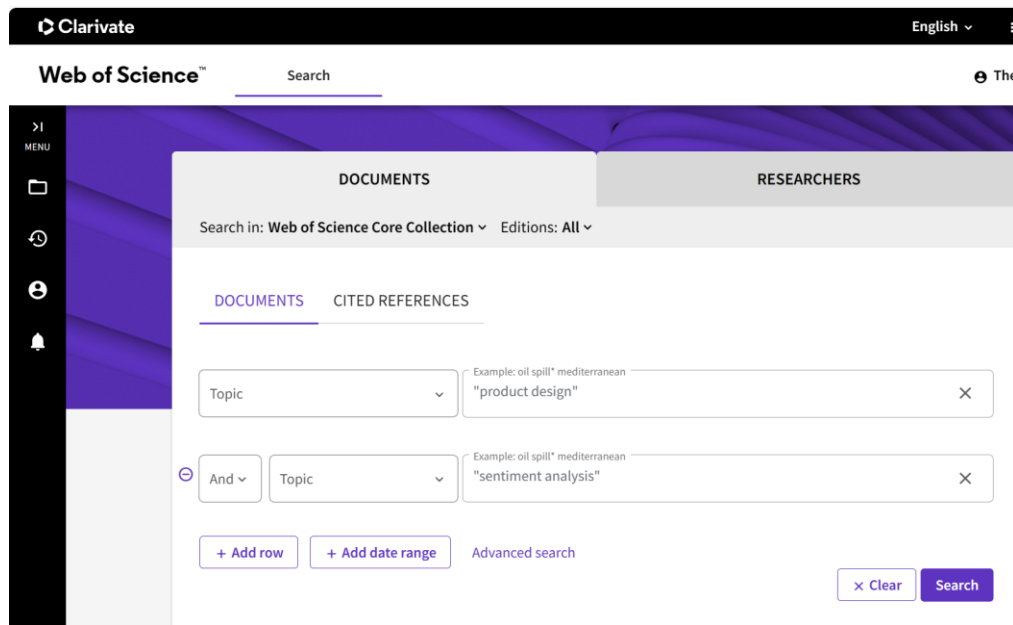 Clarivate
English
Web of Science™
Search
The
MENU
DOCUMENTS
RESEARCHERS
Search in: Web of Science Core Collection Editions: All
DOCUMENTS CITED REFERENCES
Topic
Example: oil spill* mediterranean
"product design"
And
Topic
Example: oil spill* mediterranean
"sentiment analysis"
+ Add row
+ Add date range
Advanced search
× Clear
Search